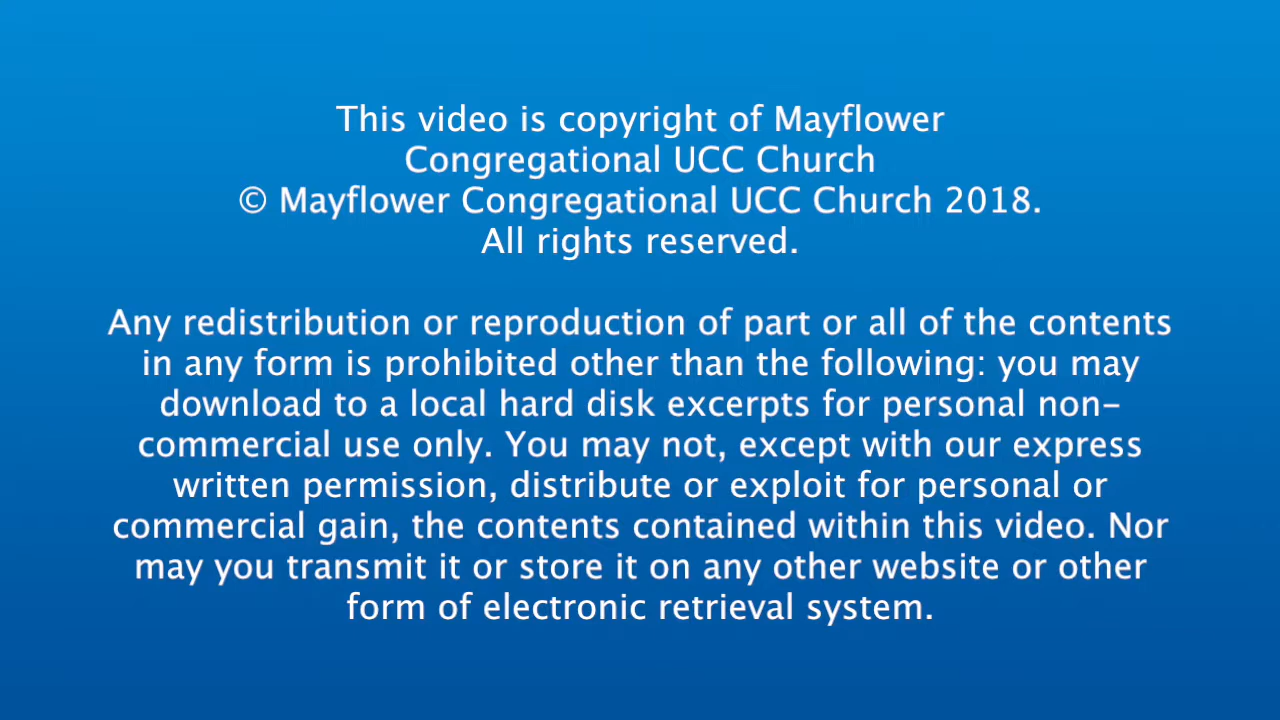 This video is copyright of Mayflower
Congregational UCC Church
© Mayflower Congregational UCC Church 2018.
All rights reserved.
Any redistribution or reproduction of part or all of the contents
in any form is prohibited other than the following: you may
download to a local hard disk excerpts for personal non-
commercial use only. You may not, except with our express
written permission, distribute or exploit for personal or
commercial gain, the contents contained within this video. Nor
may you transmit it or store it on any other website or other
form of electronic retrieval system.